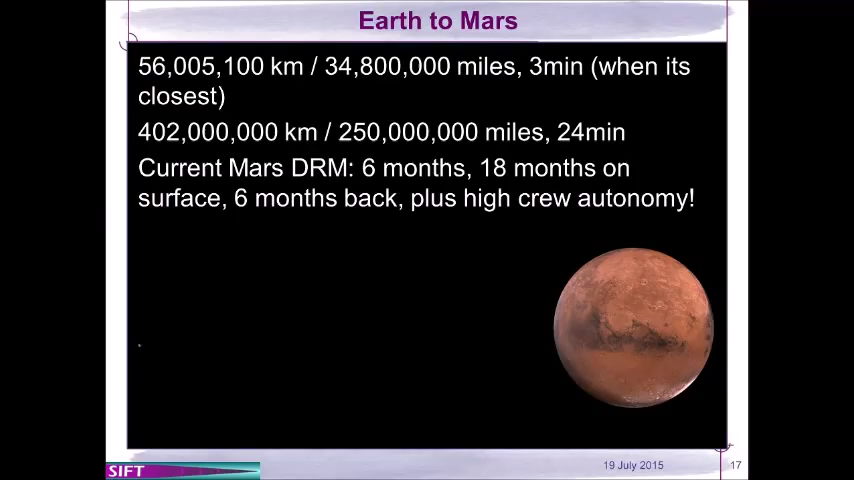 Earth to Mars
56,005,100 km / 34,800,000 miles, 3min (when its
closest)
402,000,000 km / 250,000,000 miles, 24min
Current Mars DRM: 6 months, 18 months on
surface, 6 months back, plus high crew autonomy!
SIFT
19 July 2015
17